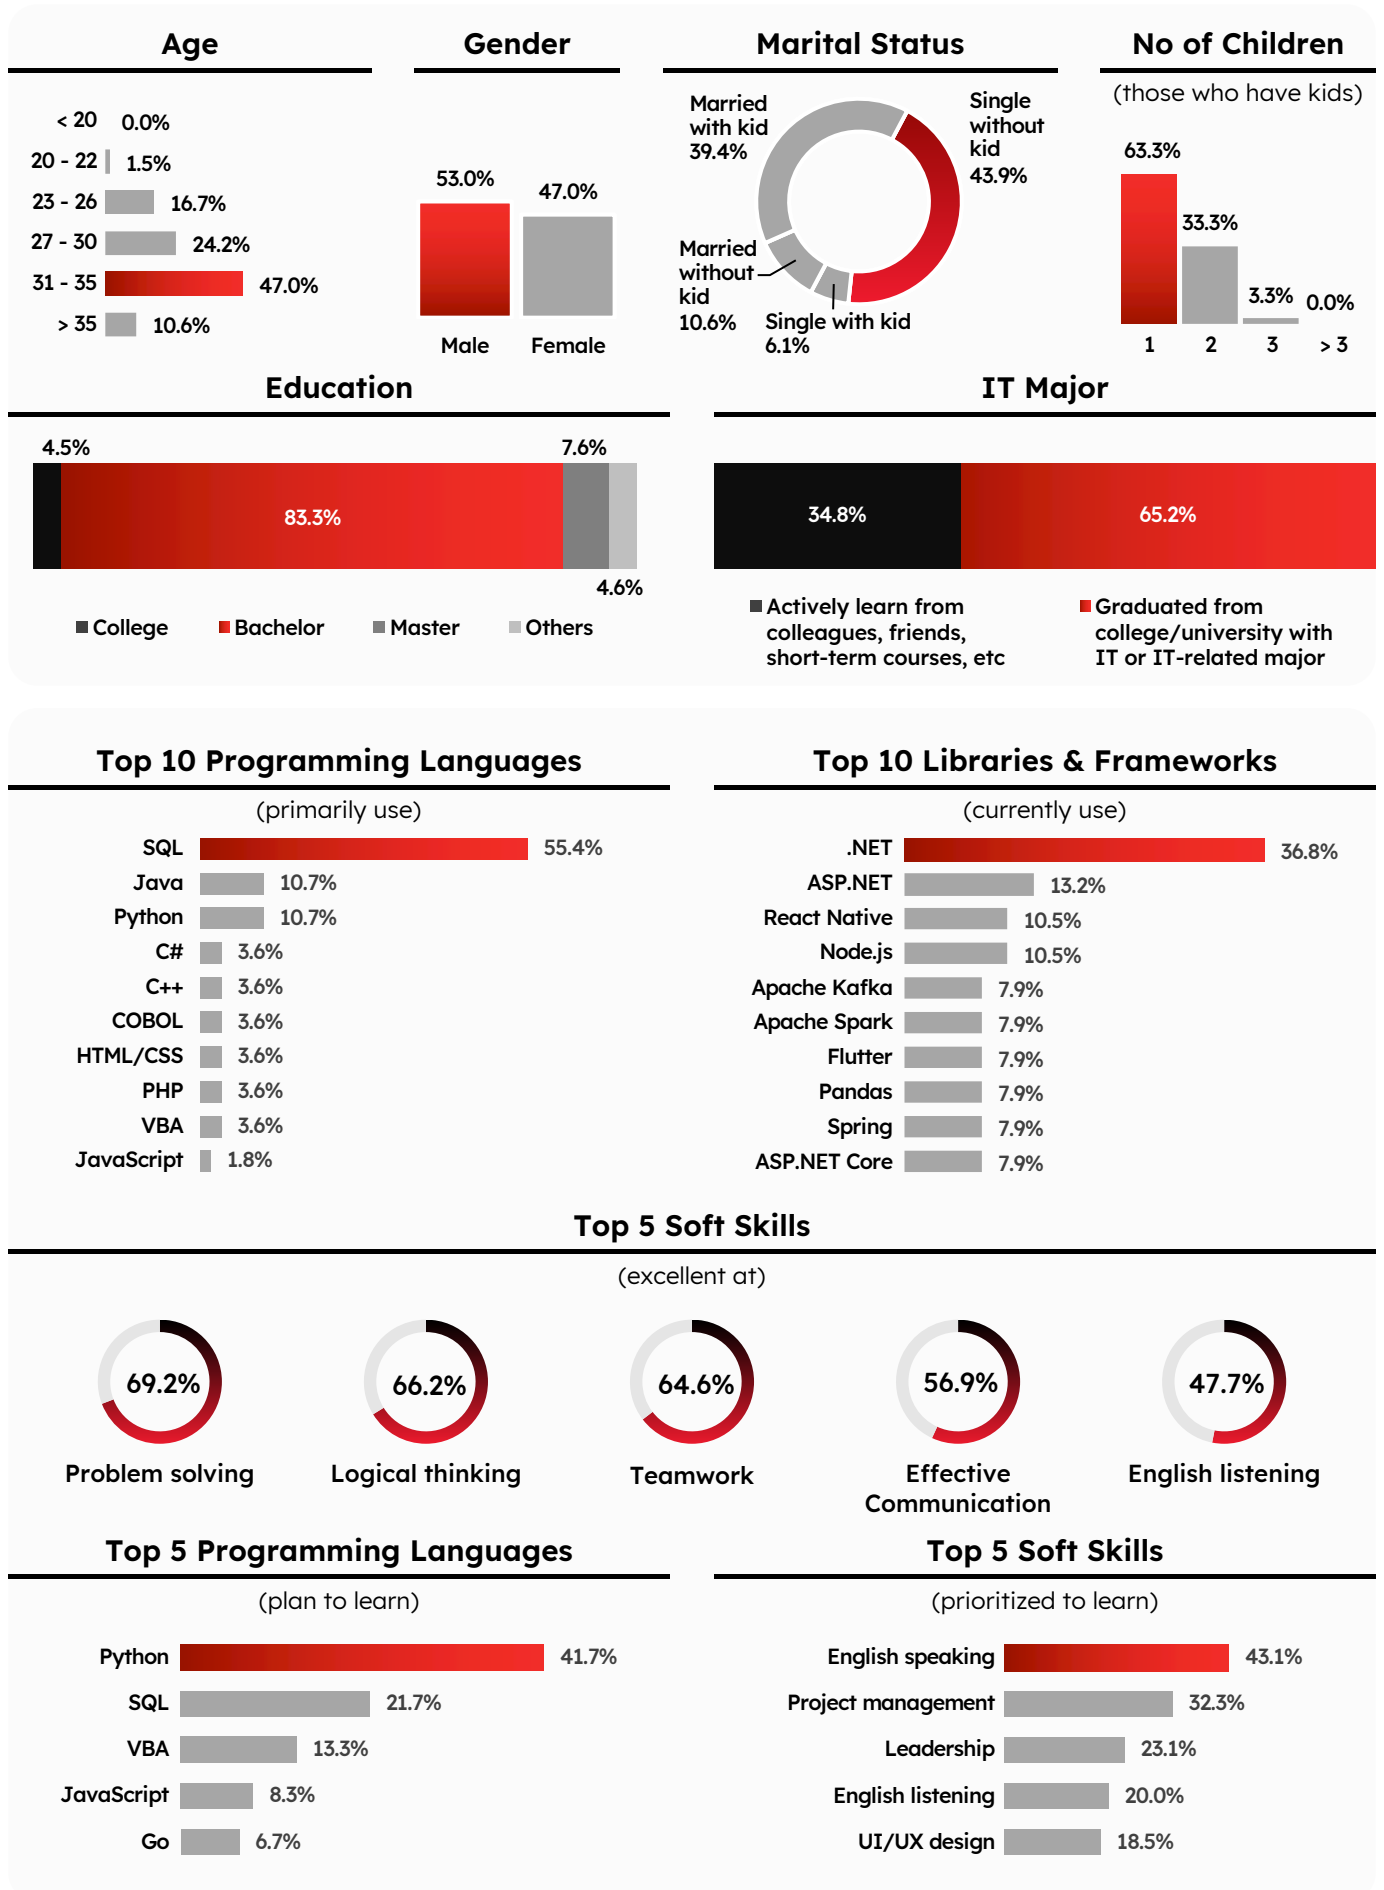 Age
< 20 0.0%
20 - 22 1.5%
23 - 26 16.7%
27 - 30 24.2%
31 - 35 47.0%
> 35 10.6%
Gender
53.0%
47.0%
Male Female
Marital Status
Married
with kid
39.4%
Single
without
kid
43.9%
Married
without
kid
10.6%
Single with kid
6.1%
No of Children
(those who have kids)
63.3%
33.3%
3.3% 0.0%
1 2 3 > 3
Education
4.5% 7.6%
83.3%
4.6%
College Bachelor Master Others
IT Major
34.8% 65.2%
Actively learn from
colleagues, friends,
short-term courses, etc
Graduated from
college/university with
IT or IT-related major
Top 10 Programming Languages
(primarily use)
SQL 55.4%
Java 10.7%
Python 10.7%
C# 3.6%
C++ 3.6%
COBOL 3.6%
HTML/CSS 3.6%
PHP 3.6%
VBA 3.6%
JavaScript 1.8%
Top 10 Libraries & Frameworks
(currently use)
.NET 36.8%
ASP.NET 13.2%
React Native 10.5%
Node.js 10.5%
Apache Kafka 7.9%
Apache Spark 7.9%
Flutter 7.9%
Pandas 7.9%
Spring 7.9%
ASP.NET Core 7.9%
Top 5 Soft Skills
(excellent at)
69.2%
Problem solving
66.2%
Logical thinking
64.6%
Teamwork
56.9%
Effective
Communication
47.7%
English listening
Top 5 Programming Languages
(plan to learn)
Python 41.7%
SQL 21.7%
VBA 13.3%
JavaScript 8.3%
Go 6.7%
Top 5 Soft Skills
(prioritized to learn)
English speaking 43.1%
Project management 32.3%
Leadership 23.1%
English listening 20.0%
UI/UX design 18.5%